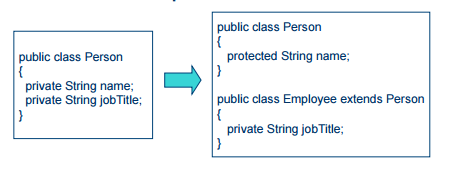 public class Person
{
private String name;
private String jobTitle;
}
public class Person
{
protected String name;
}
public class Employee extends Person
{
private String jobTitle;
}